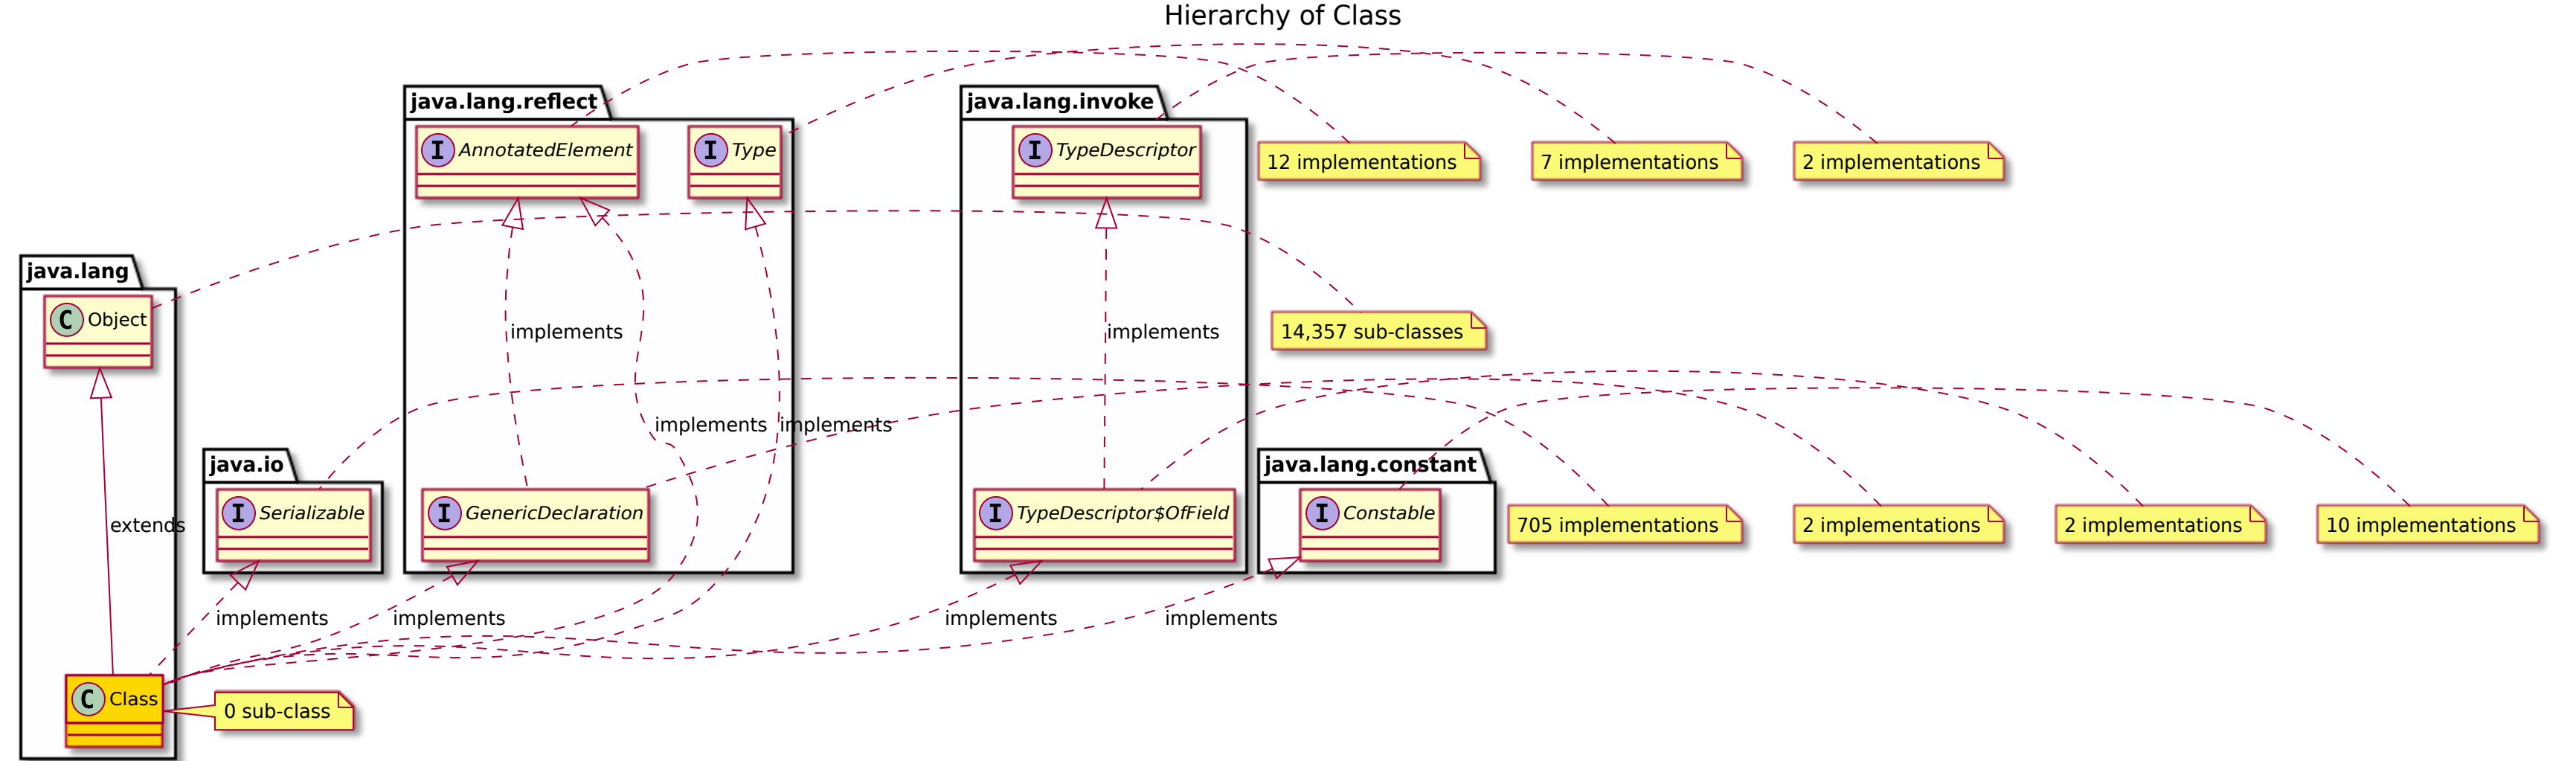 Hierarchy of Class
java.lang.reflect
java.lang.invoke
I AnnotatedElement
I Type
I TypeDescriptor
12 implementations
7 implementations
2 implementations
java.lang
C Object
implements
implements
14,357 sub-classes
implements
implements
java.io
java.lang.constant
I Serializable
I GenericDeclaration
I TypeDescriptor$OfField
I Constable
extends
705 implementations
2 implementations
2 implementations
10 implementations
implements
implements
implements
implements
C Class
0 sub-class